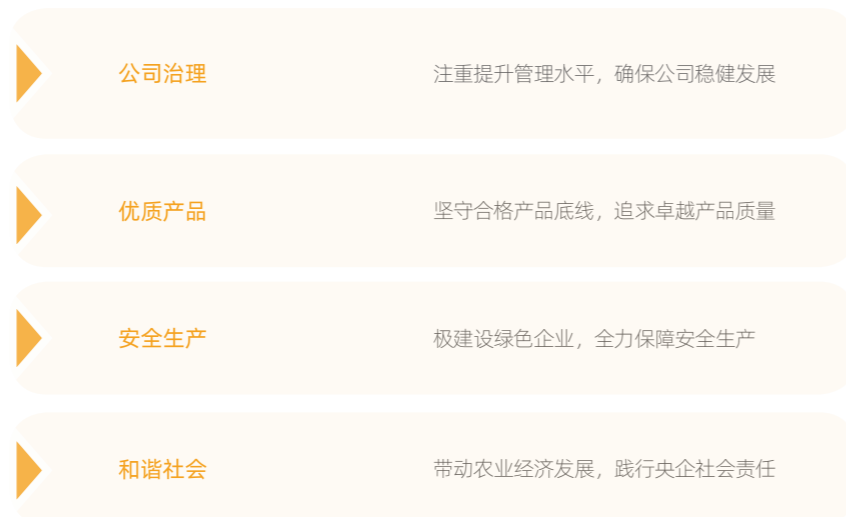 公司治理
注重提升管理水平，确保公司稳健发展
优质产品
坚守合格产品底线，追求卓越产品质量
安全生产
极建设绿色企业，全力保障安全生产
和谐社会
带动农业经济发展，践行央企社会责任